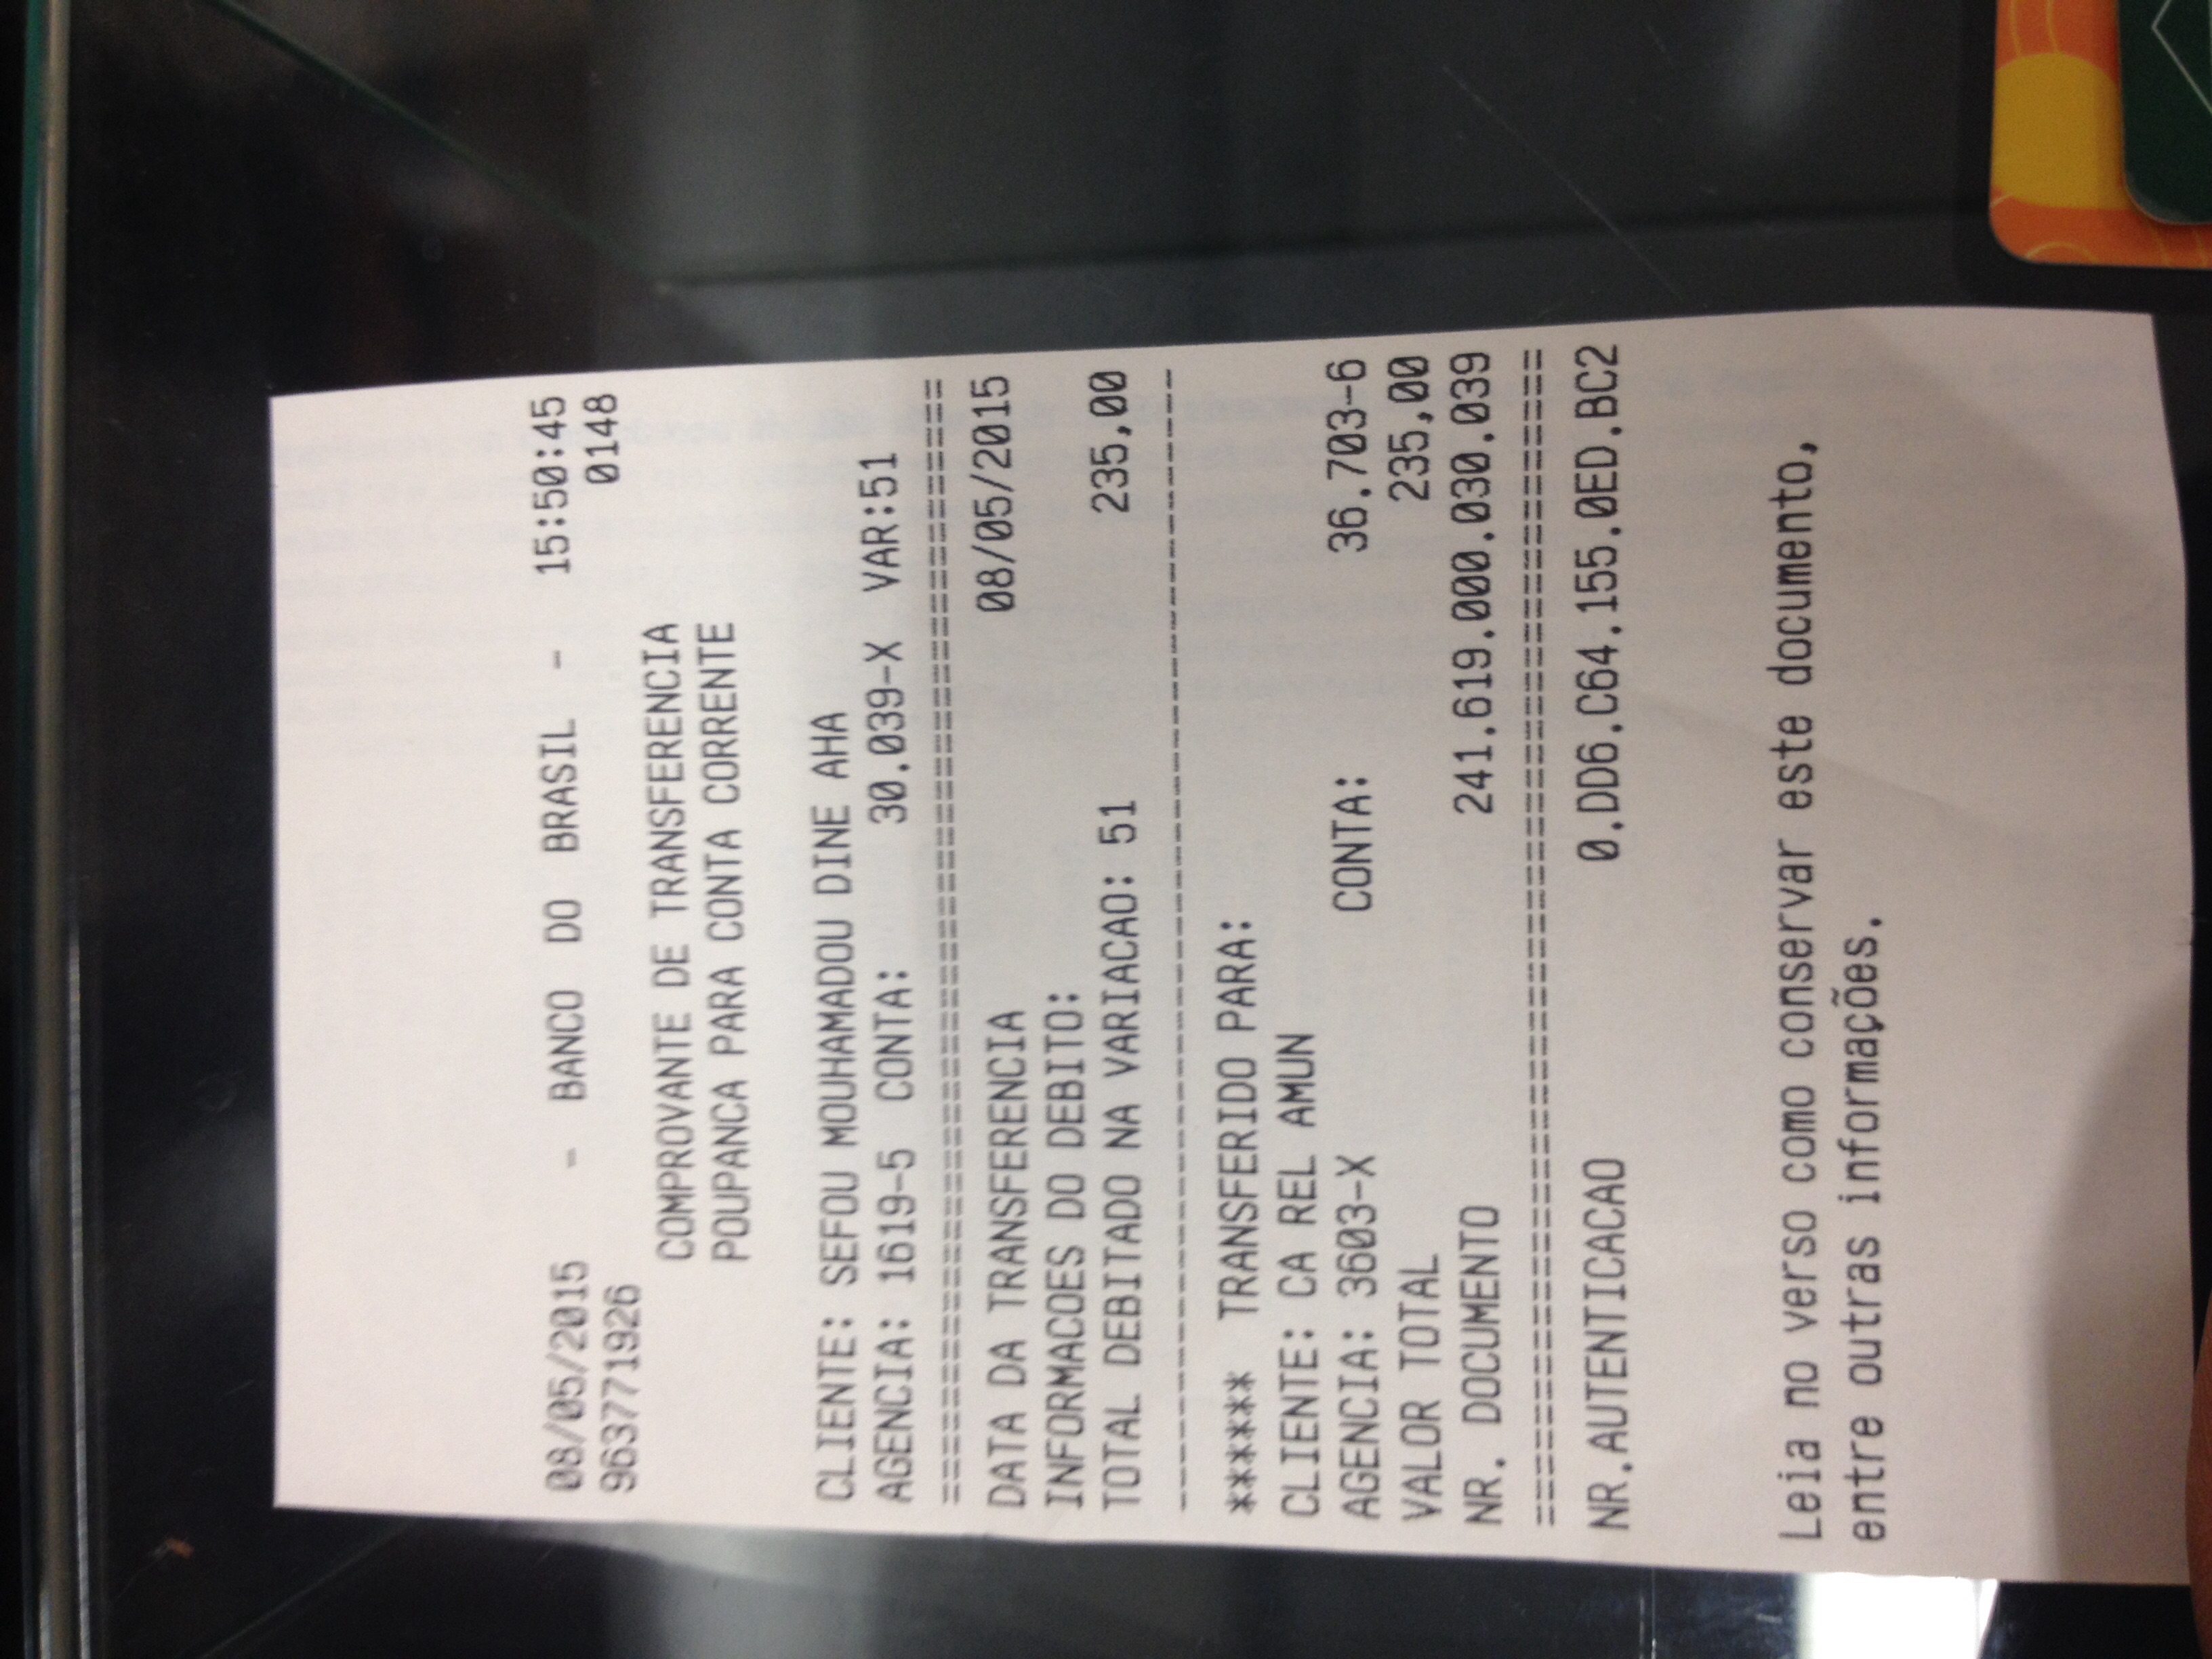 08/05/2015 - BANCO DO BRASIL - 15:50:45
963771926 0148
COMPROVANTE DE TRANSFERENCIA
POUPANCA PARA CONTA CORRENTE
CLIENTE: SEFOU MOUHAMADOU DINE AHA
AGENCIA: 1619-5 CONTA: 30.039-X VAR:51
================================================
DATA DA TRANSFERENCIA 08/05/2015
INFORMACOES DO DEBITO:
TOTAL DEBITADO NA VARIACAO: 51 235,00
------------------------------------------------
****** TRANSFERIDO PARA:
CLIENTE: CA REL AMUN
AGENCIA: 3603-X CONTA: 36.703-6
VALOR TOTAL 235,00
NR. DOCUMENTO 241.619.000.030.039
================================================
NR.AUTENTICACAO 0.DD6.C64.155.0ED.BC2
Leia no verso como conservar este documento,
entre outras informações.